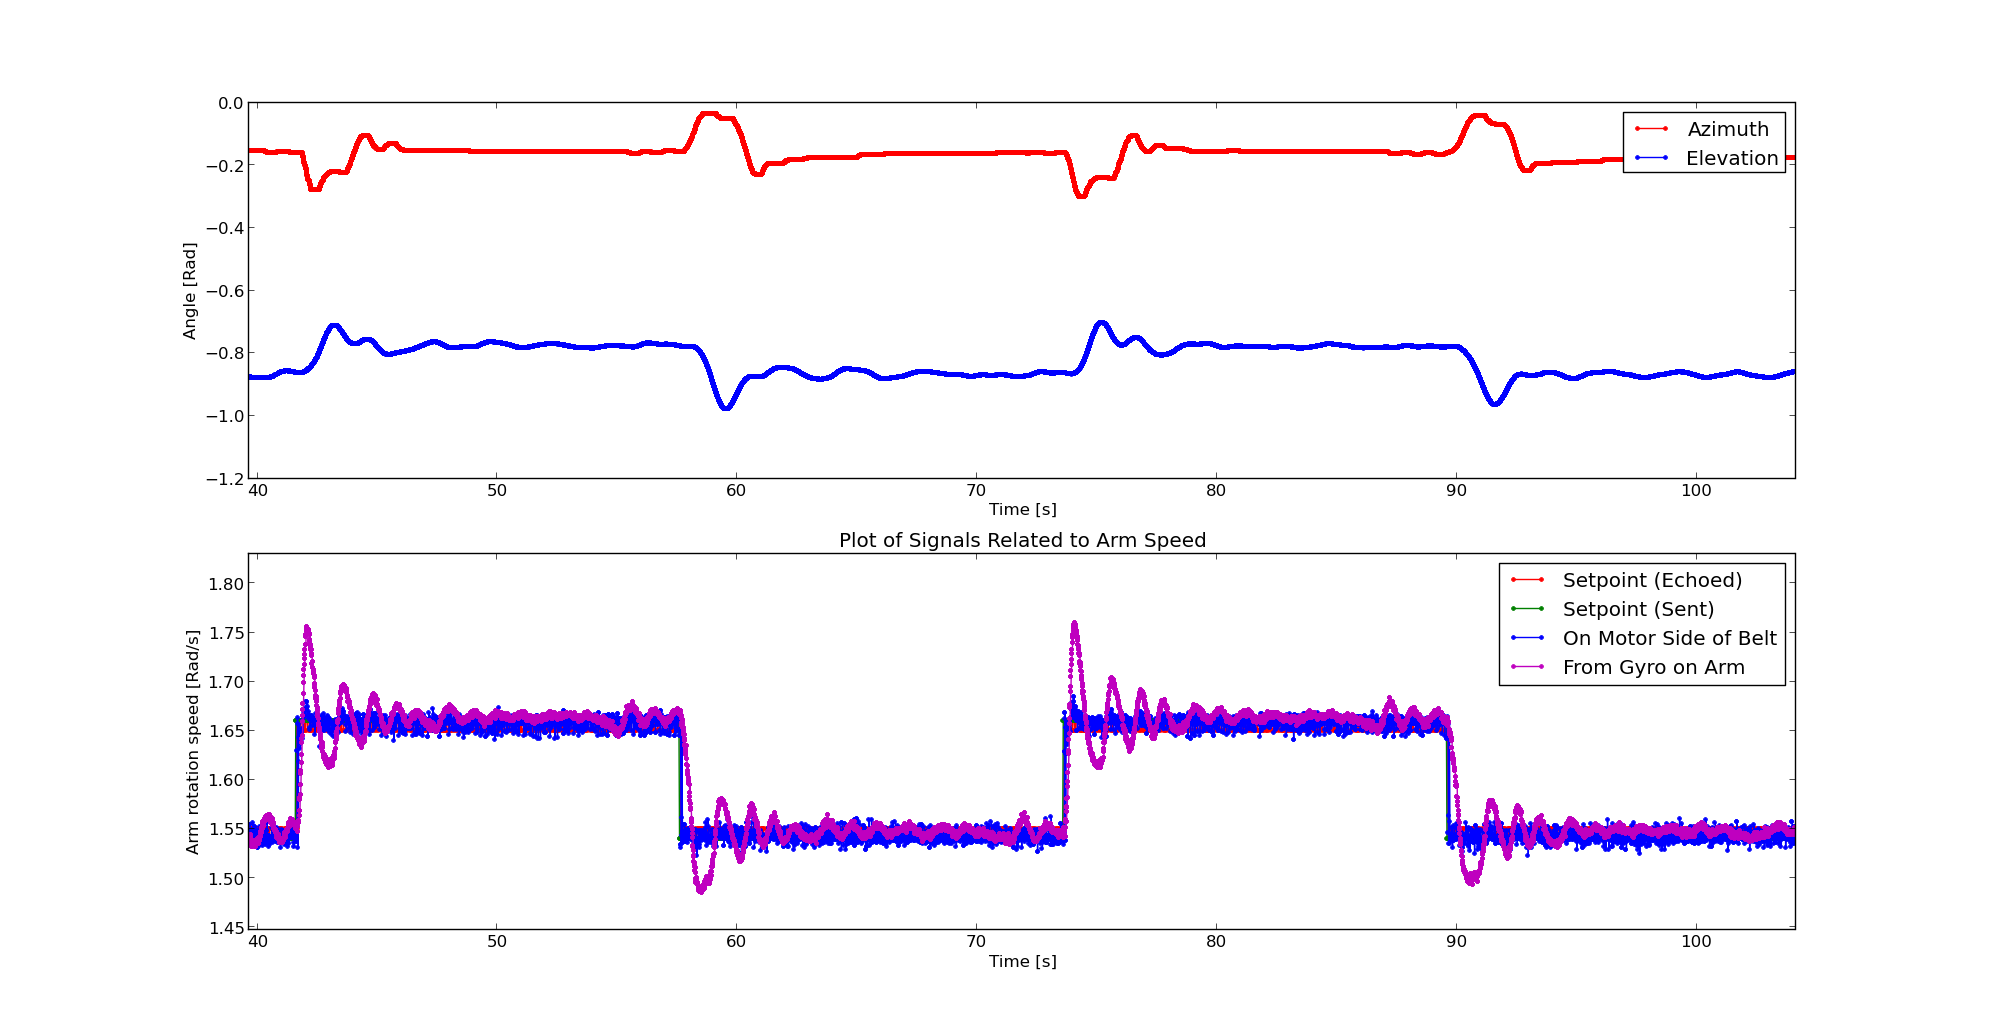 0.0
−0.2
−0.4
−0.6
−0.8
−1.0
−1.2
Angle [Rad]
Azimuth
Elevation
40 50 60 70 80 90 100
Time [s]
Plot of Signals Related to Arm Speed
1.80
1.75
1.70
1.65
1.60
1.55
1.50
1.45
Arm rotation speed [Rad/s]
Setpoint (Echoed)
Setpoint (Sent)
On Motor Side of Belt
From Gyro on Arm
40 50 60 70 80 90 100
Time [s]